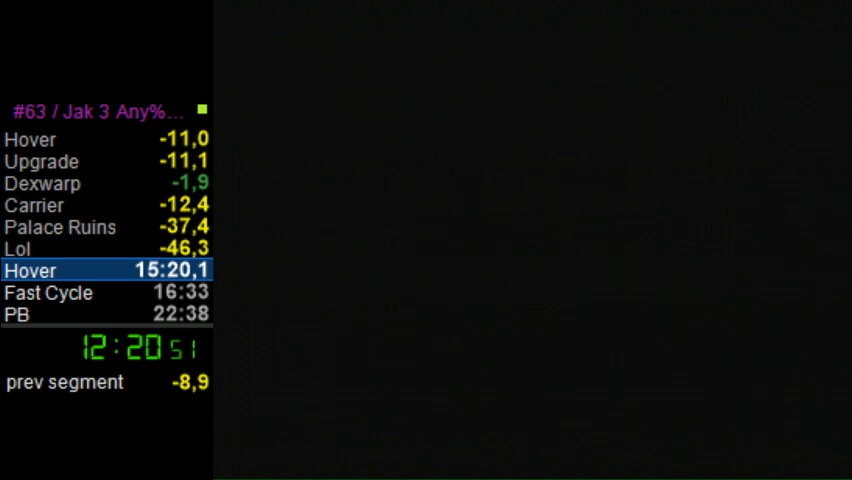 #63 / Jak 3 Any%...
Hover -11,0
Upgrade -11,1
Dexwarp -1,9
Carrier -12,4
Palace Ruins -37,4
Lol -46,3
Hover 15:20,1
Fast Cycle 16:33
PB 22:38
12:20 51
prev segment -8,9